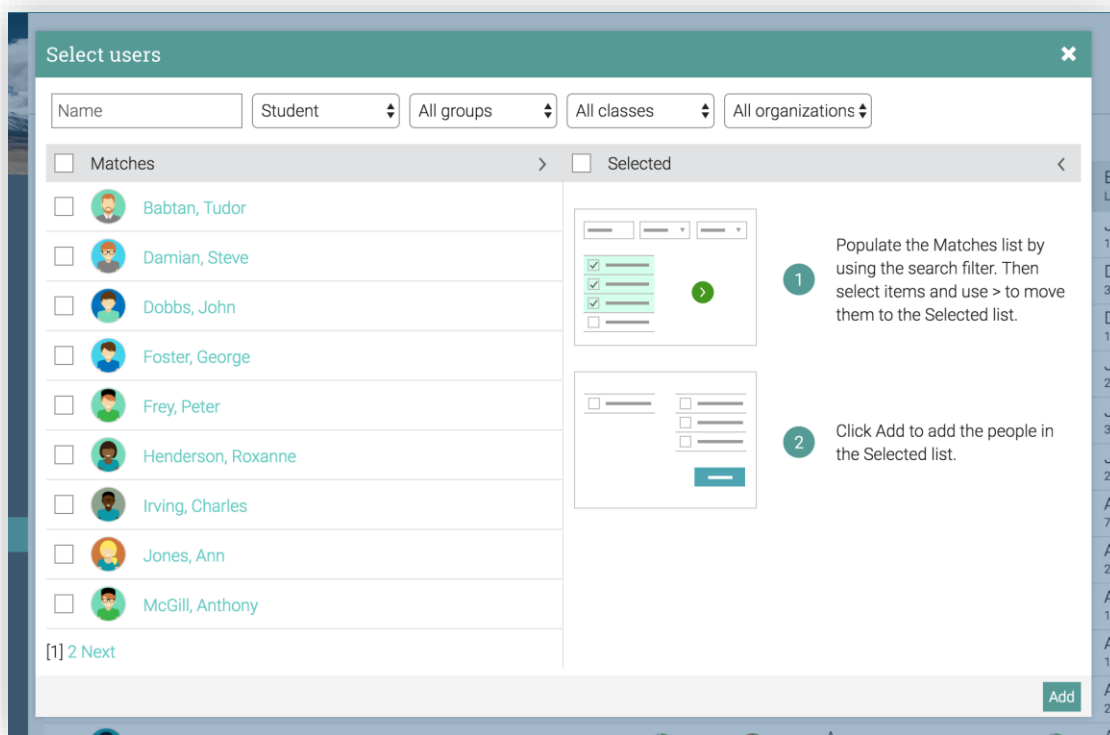 Select users
Name
Student
All groups
All classes
All organizations
Matches
Selected
Babtan, Tudor
Damian, Steve
Dobbs, John
Foster, George
Frey, Peter
Henderson, Roxanne
Irving, Charles
Jones, Ann
McGill, Anthony
[1] 2 Next
1
Populate the Matches list by
using the search filter. Then
select items and use > to move
them to the Selected list.
2
Click Add to add the people in
the Selected list.
Add